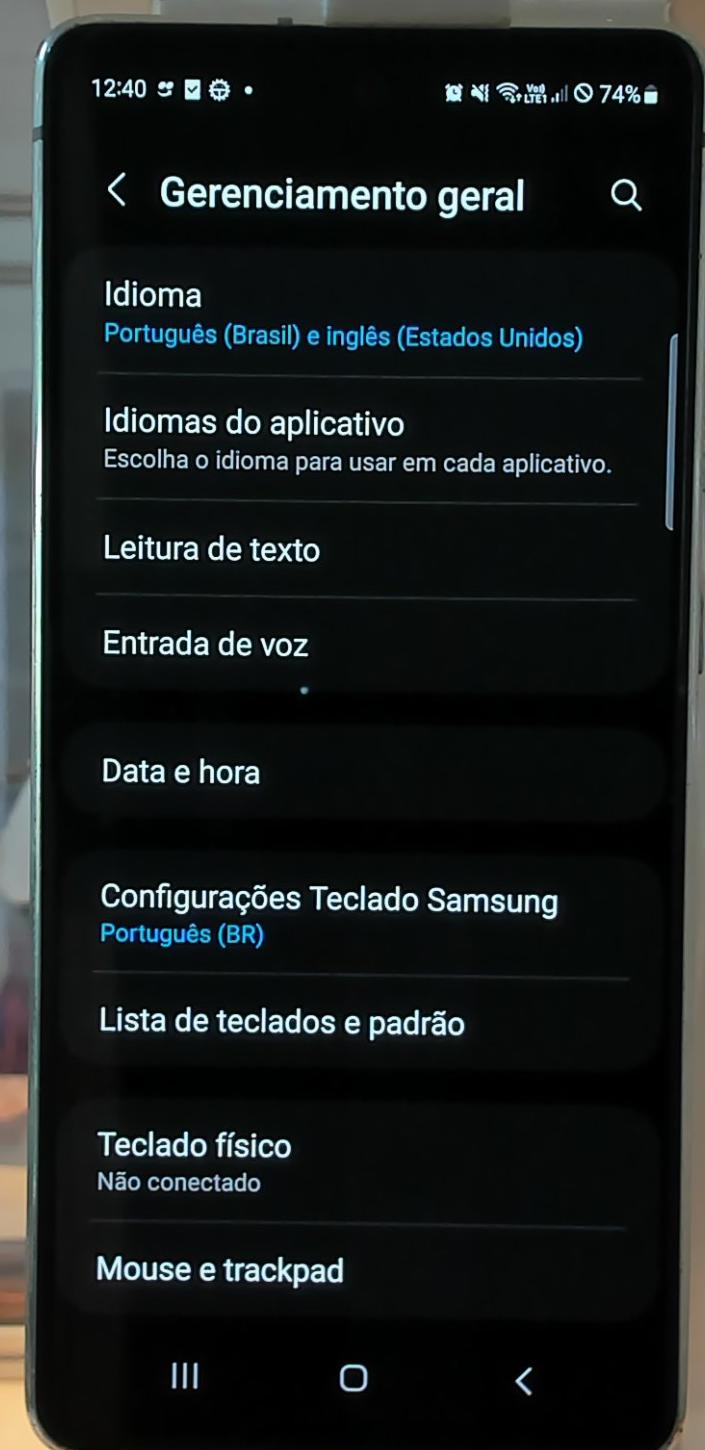 12:40
Vo))
LTE1
74%
Gerenciamento geral
Idioma
Português (Brasil) e inglês (Estados Unidos)
Idiomas do aplicativo
Escolha o idioma para usar em cada aplicativo.
Leitura de texto
Entrada de voz
Data e hora
Configurações Teclado Samsung
Português (BR)
Lista de teclados e padrão
Teclado físico
Não conectado
Mouse e trackpad